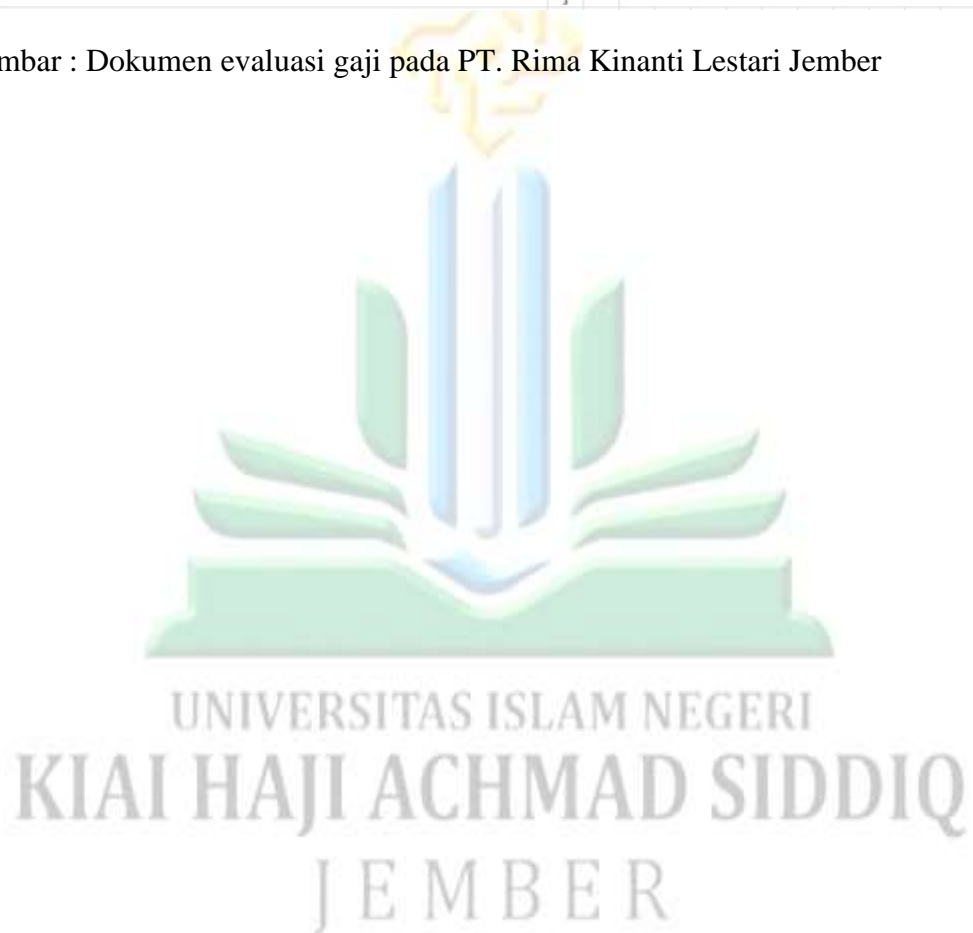 mbar : Dokumen evaluasi gaji pada PT. Rima Kinanti Lestari Jember
UNIVERSITAS ISLAM NEGERI
KIAI HAJI ACHMAD SIDDIQ
JEMBER